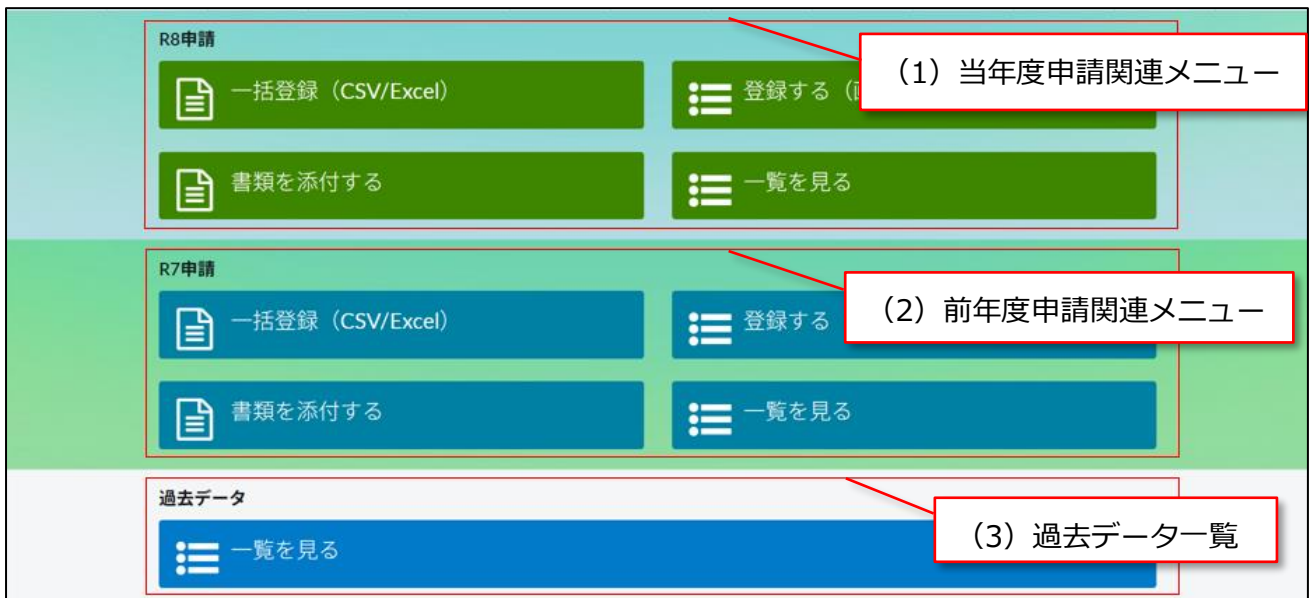 R8申請
(1)当年度申請関連メニュー
一括登録(CSV/Excel)
登録する(
書類を添付する
一覧を見る
R7申請
(2)前年度申請関連メニュー
一括登録(CSV/Excel)
登録する
書類を添付する
一覧を見る
過去データ
(3)過去データ一覧
一覧を見る